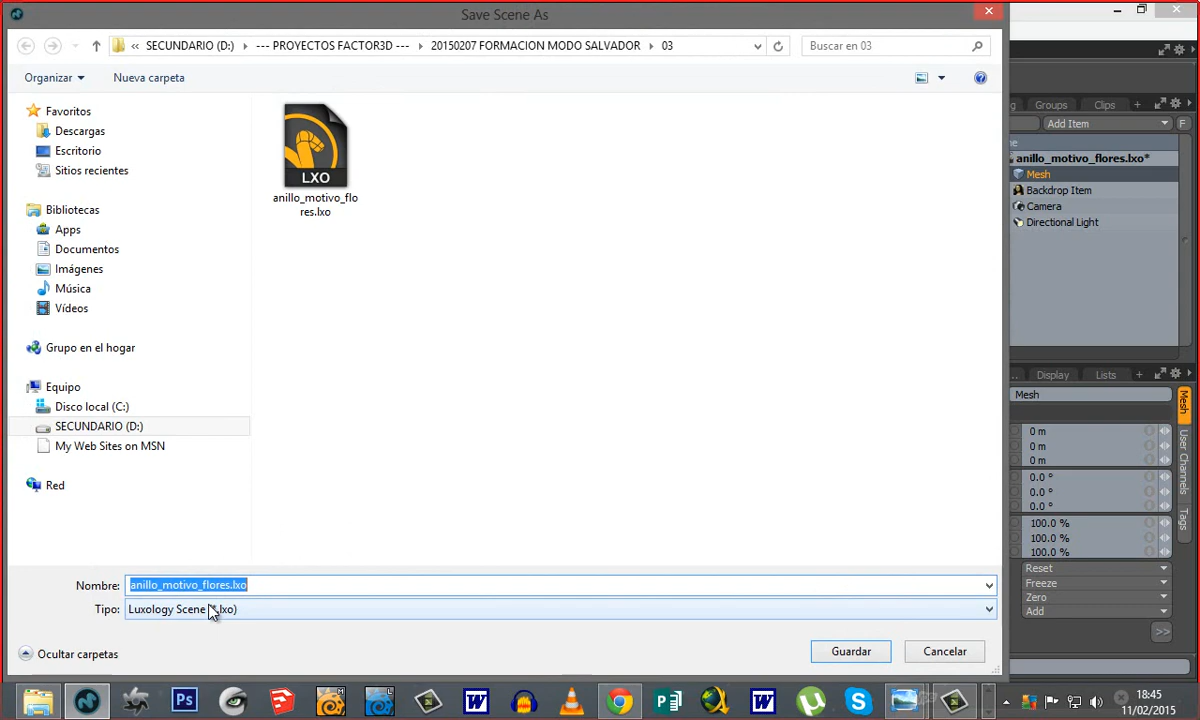 Save Scene As
« SECUNDARIO (D:) ▸ --- PROYECTOS FACTOR3D --- ▸ 20150207 FORMACION MODO SALVADOR ▸ 03
Buscar en 03
Organizar
Nueva carpeta
Favoritos
Descargas
Escritorio
Sitios recientes
Bibliotecas
Apps
Documentos
Imágenes
Música
Vídeos
Grupo en el hogar
Equipo
Disco local (C:)
SECUNDARIO (D:)
My Web Sites on MSN
Red
LXO
anillo_motivo_flo
res.lxo
Nombre: anillo_motivo_flores.lxo
Tipo: Luxology Scene (*.lxo)
Ocultar carpetas
Guardar
Cancelar
Groups
Clips
+
Add Item
F
anillo_motivo_flores.lxo*
Mesh
Backdrop Item
Camera
Directional Light
Display
Lists
+
Mesh
Mesh
User Channels
Tags
0 m
0 m
0 m
0.0 °
0.0 °
0.0 °
100.0 %
100.0 %
100.0 %
Reset
Freeze
Zero
Add
>>
Ps
W
P
W
S
18:45
11/02/2015